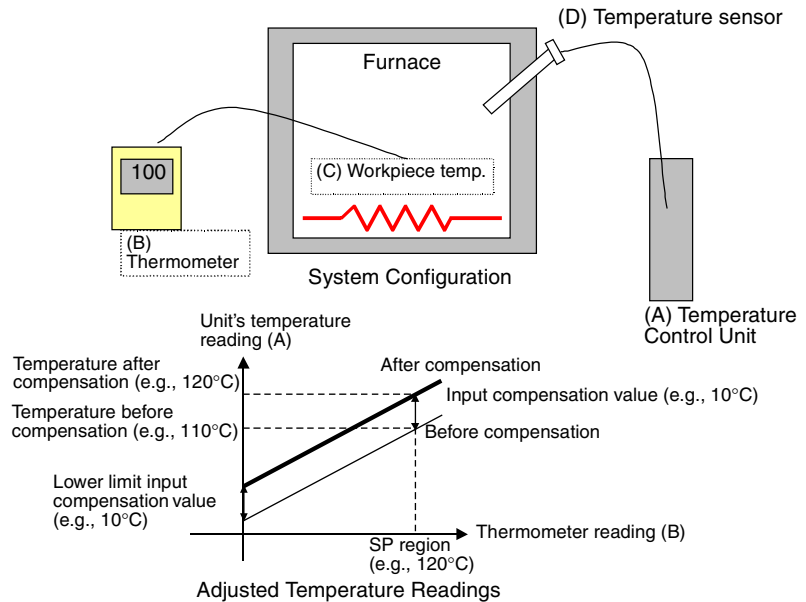 (D) Temperature sensor
Furnace
100
(C) Workpiece temp.
(B)
Thermometer
System Configuration
(A) Temperature
Control Unit
Unit's temperature
reading (A)
Temperature after
compensation (e.g., 120°C)
After compensation
Input compensation value (e.g., 10°C)
Temperature before
compensation (e.g., 110°C)
Before compensation
Lower limit input
compensation value
(e.g., 10°C)
Thermometer reading (B)
SP region
(e.g., 120°C)
Adjusted Temperature Readings